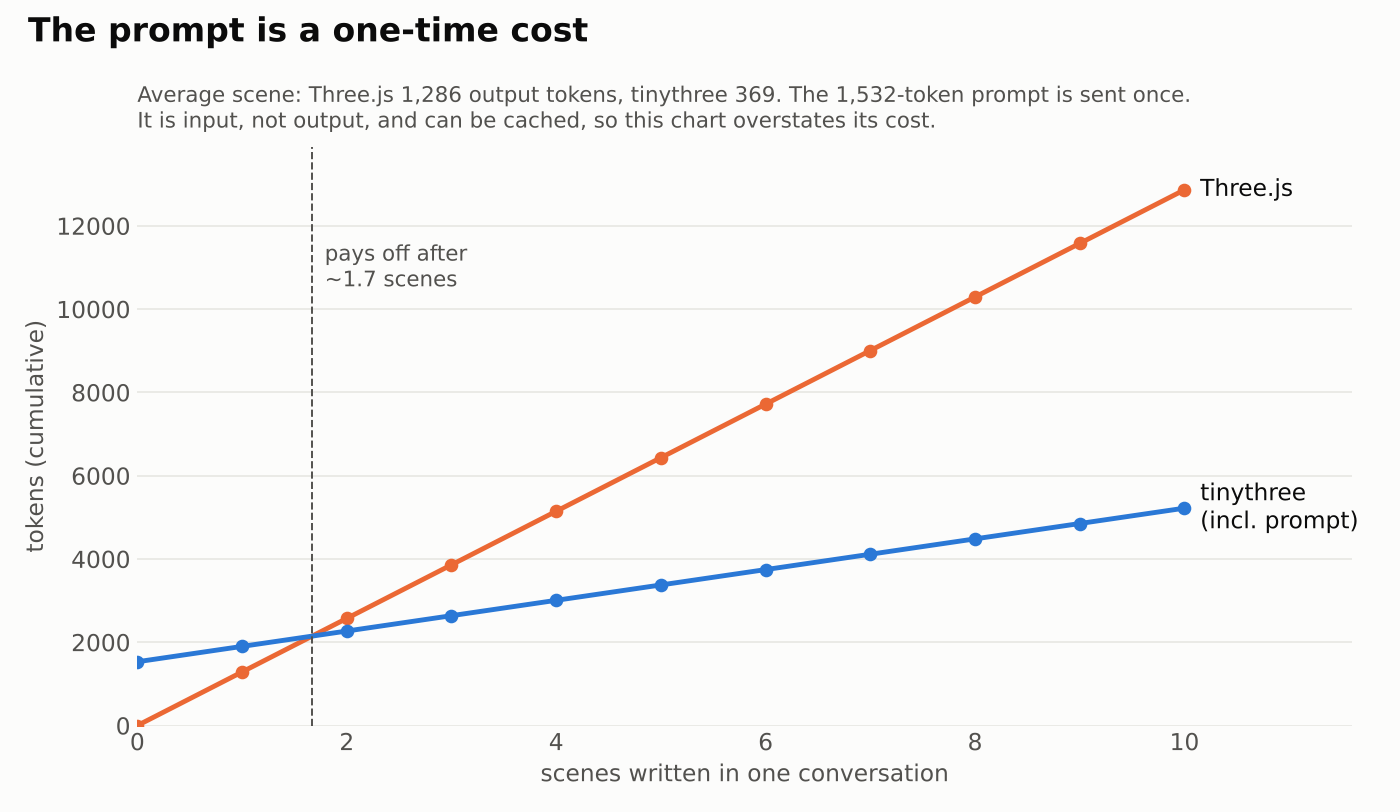 The prompt is a one-time cost
Average scene: Three.js 1,286 output tokens, tinythree 369. The 1,532-token prompt is sent once.
It is input, not output, and can be cached, so this chart overstates its cost.
Three.js
12000
pays off after
~1.7 scenes
10000
8000
6000
tinythree
(incl. prompt)
4000
2000
0
tokens (cumulative)
0 2 4 6 8 10
scenes written in one conversation